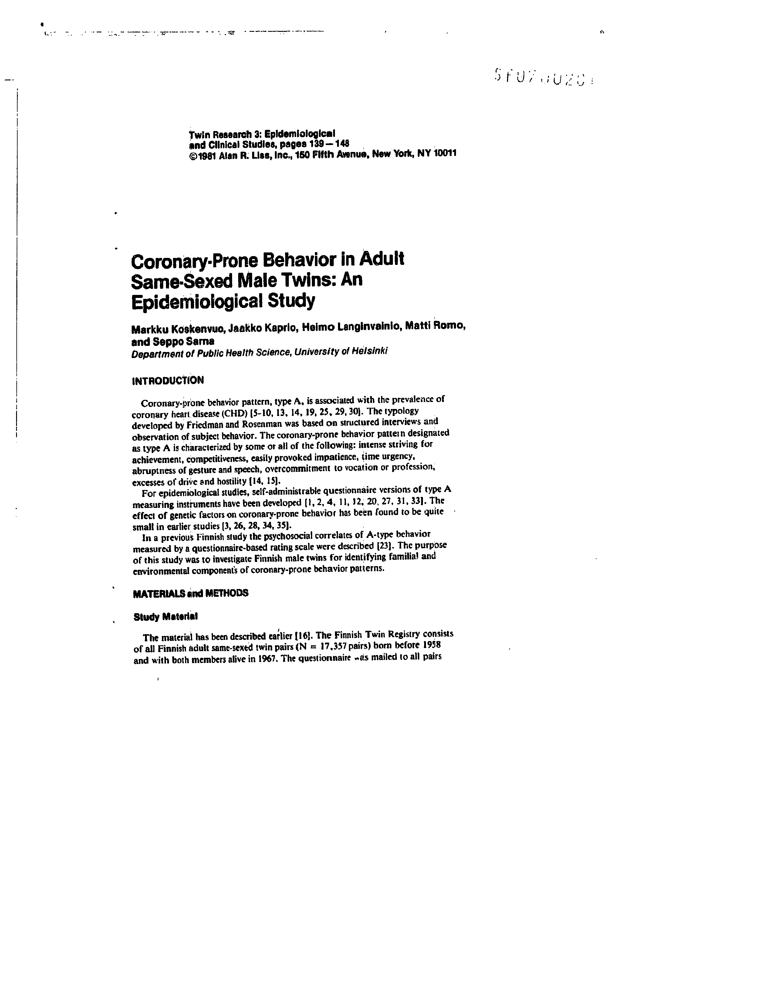 Twin Research 3: Epidemiological
and Clinical Studies, pages 139 – 148
©1981 Alan R. Liss, Inc., 150 Fifth Avenue, New York, NY 10011
Coronary-Prone Behavior in Adult
Same-Sexed Male Twins: An
Epidemiological Study
Markku Koskenvuo, Jaakko Kaprio, Heimo Langinvainio, Matti Romo,
and Seppo Sarna
Department of Public Health Science, University of Helsinki
INTRODUCTION
Coronary-prone behavior pattern, type A, is associated with the prevalence of
coronary heart disease (CHD) [5-10, 13, 14, 19, 25, 29, 30]. The typology
developed by Friedman and Rosenman was based on structured interviews and
observation of subject behavior. The coronary-prone behavior pattern designated
as type A is characterized by some or all of the following: intense striving for
achievement, competitiveness, easily provoked impatience, time urgency,
abruptness of gesture and speech, overcommitment to vocation or profession,
excesses of drive and hostility [14, 15].
For epidemiological studies, self-administrable questionnaire versions of type A
measuring instruments have been developed [1, 2, 4, 11, 12, 20, 27, 31, 33]. The
effect of genetic factors on coronary-prone behavior has been found to be quite
small in earlier studies [3, 26, 28, 34, 35].
In a previous Finnish study the psychosocial correlates of A-type behavior
measured by a questionnaire-based rating scale were described [23]. The purpose
of this study was to investigate Finnish male twins for identifying familial and
environmental components of coronary-prone behavior patterns.
MATERIALS and METHODS
Study Material
The material has been described earlier [16]. The Finnish Twin Registry consists
of all Finnish adult same-sexed twin pairs (N = 17,357 pairs) born before 1958
and with both members alive in 1967. The questionnaire was mailed to all pairs